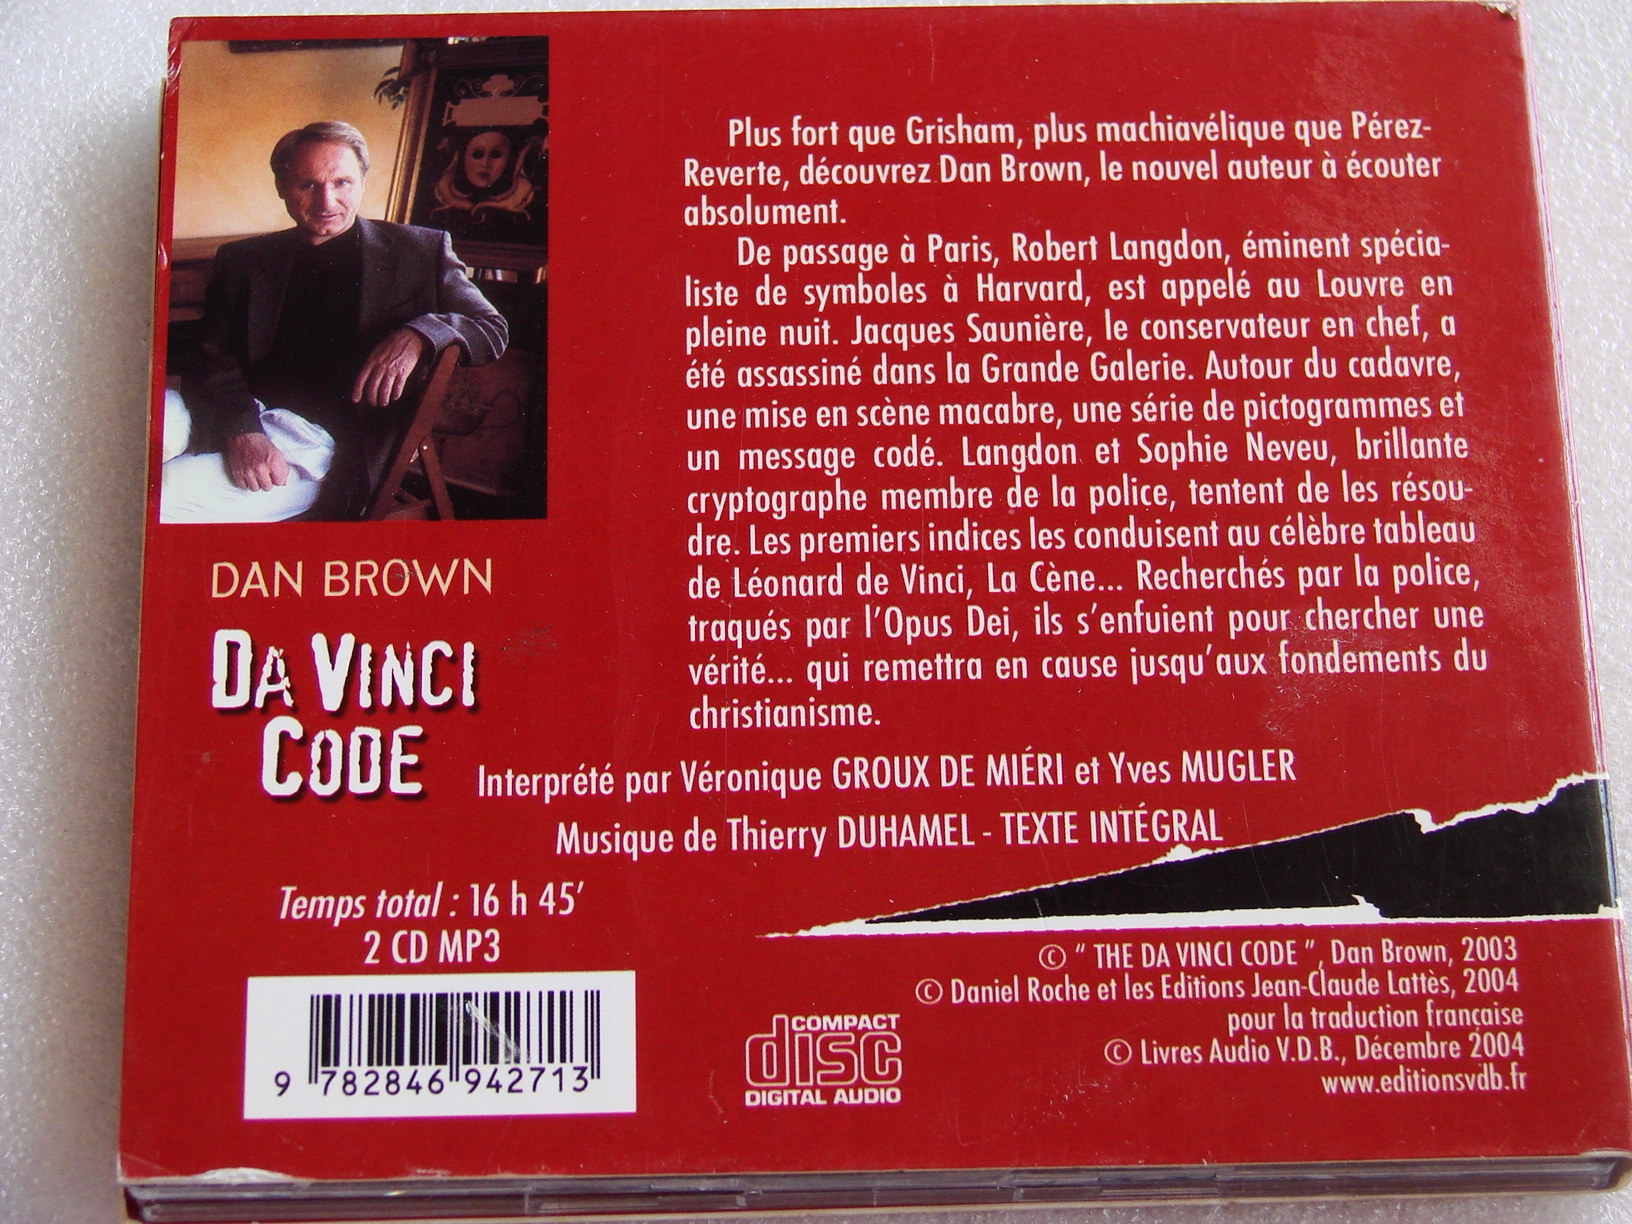 Plus fort que Grisham, plus machiavélique que Pérez-
Reverte, découvrez Dan Brown, le nouvel auteur à écouter
absolument.
De passage à Paris, Robert Langdon, éminent spécia-
liste de symboles à Harvard, est appelé au Louvre en
pleine nuit. Jacques Saunière, le conservateur en chef, a
été assassiné dans la Grande Galerie. Autour du cadavre,
une mise en scène macabre, une série de pictogrammes et
un message codé. Langdon et Sophie Neveu, brillante
cryptographe membre de la police, tentent de les résou-
dre. Les premiers indices les conduisent au célèbre tableau
de Léonard de Vinci, La Cène... Recherchés par la police,
traqués par l'Opus Dei, ils s'enfuient pour chercher une
vérité... qui remettra en cause jusqu'aux fondements du
christianisme.
DAN BROWN
DA VINCI
CODE
Interprété par Véronique GROUX DE MIÉRI et Yves MUGLER
Musique de Thierry DUHAMEL - TEXTE INTÉGRAL
Temps total : 16 h 45'
2 CD MP3
9 782846 942713
COMPACT
disc
DIGITAL AUDIO
© " THE DA VINCI CODE ", Dan Brown, 2003
© Daniel Roche et les Editions Jean-Claude Lattès, 2004
pour la traduction française
© Livres Audio V.D.B., Décembre 2004
www.editionsvdb.fr